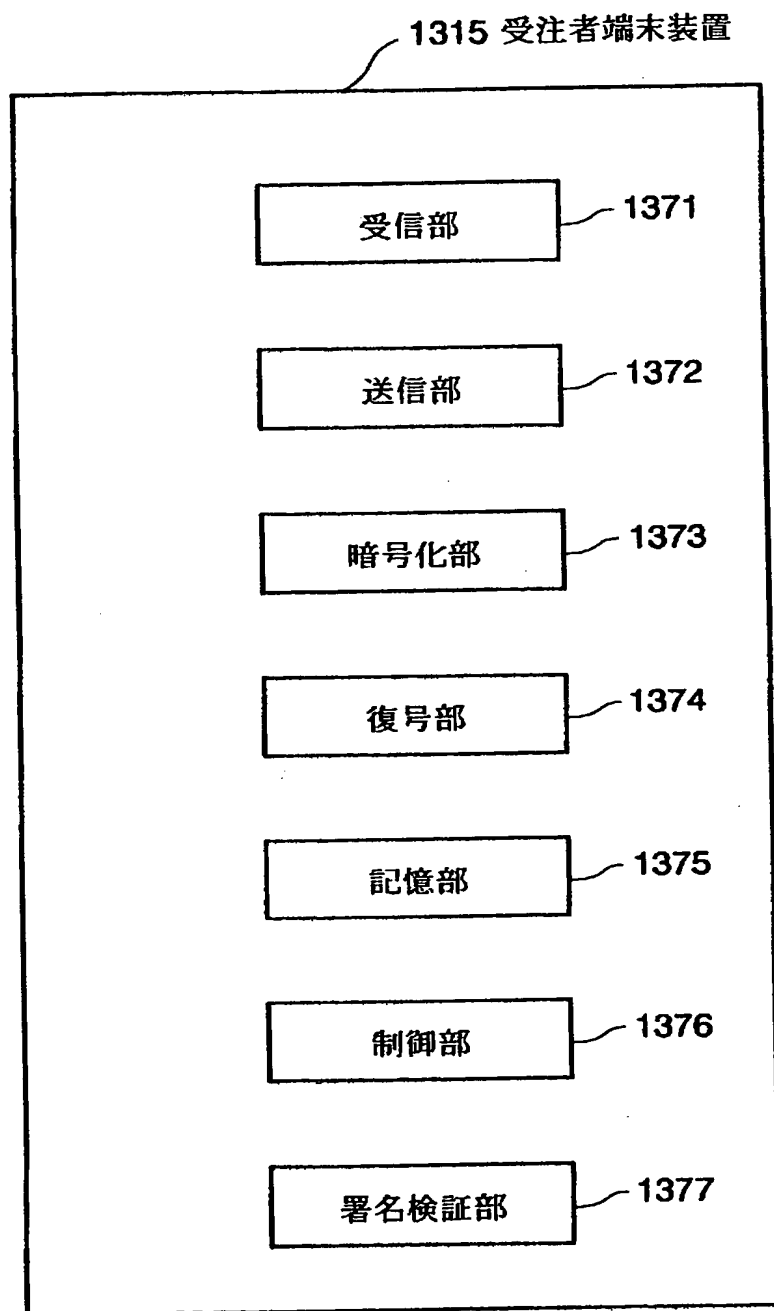 1315 受注者端末装置
受信部 1371
送信部 1372
暗号化部 1373
復号部 1374
記憶部 1375
制御部 1376
署名検証部 1377